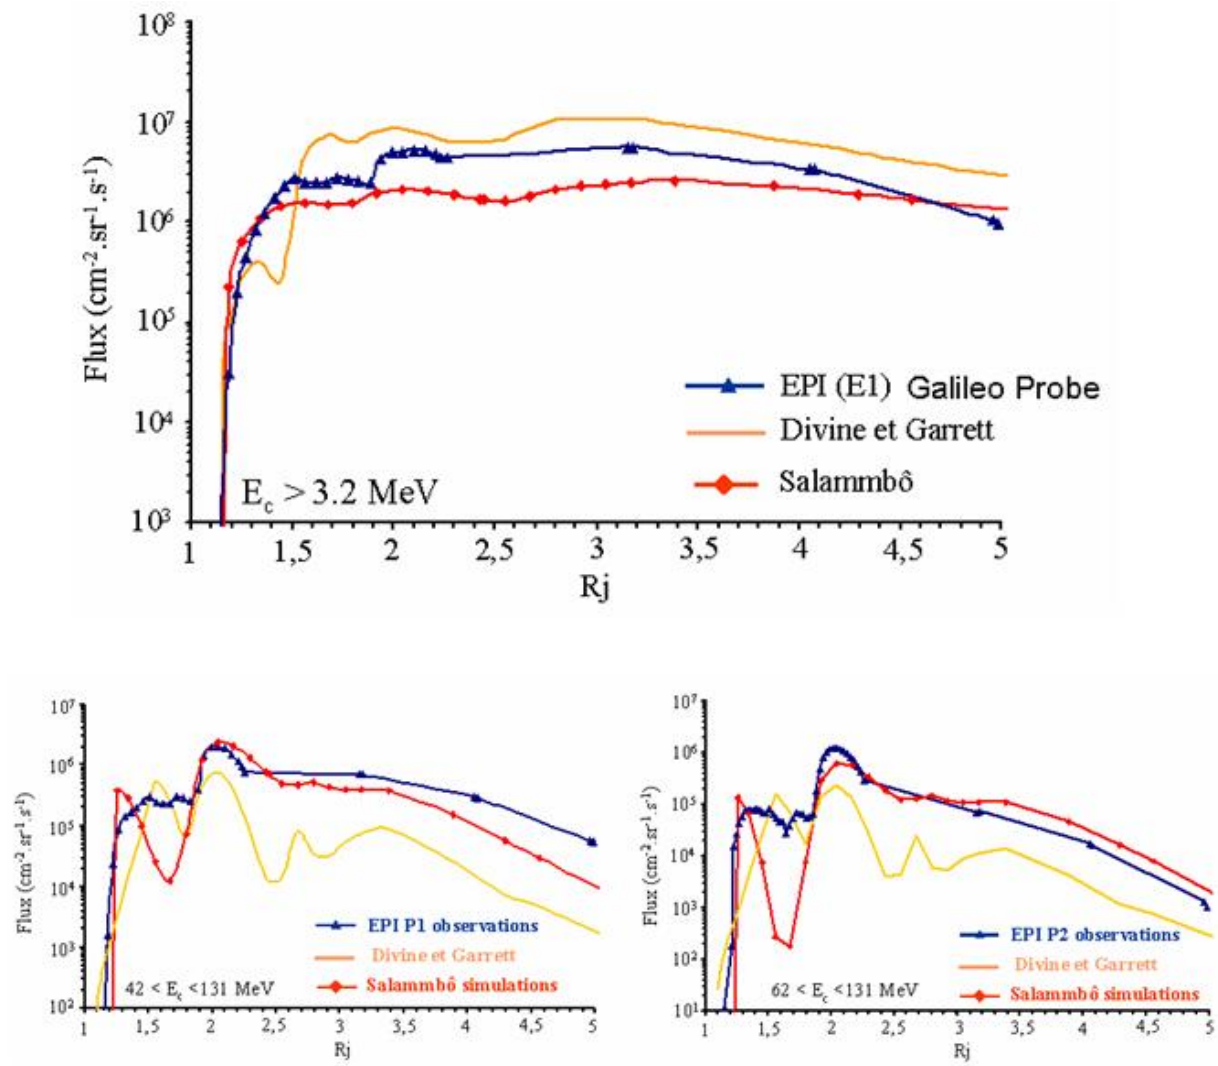 10⁸
10⁷
10⁶
10⁵
10⁴
10³
Flux (cm⁻².sr⁻¹.s⁻¹)
EPI (E1) Galileo Probe
Divine et Garrett
Salammbô
E꜀ > 3.2 MeV
1 1,5 2 2,5 3 3,5 4 4,5 5
Rj
10⁷
10⁶
10⁵
10⁴
10³
10²
Flux (cm⁻².sr⁻¹.s⁻¹)
EPI P1 observations
Divine et Garrett
Salammbô simulations
42 < E꜀ <131 MeV
1 1,5 2 2,5 3 3,5 4 4,5 5
Rj
10⁷
10⁶
10⁵
10⁴
10³
10²
10¹
Flux (cm⁻².sr⁻¹.s⁻¹)
EPI P2 observations
Divine et Garrett
Salammbô simulations
62 < E꜀ <131 MeV
1 1,5 2 2,5 3 3,5 4 4,5 5
Rj